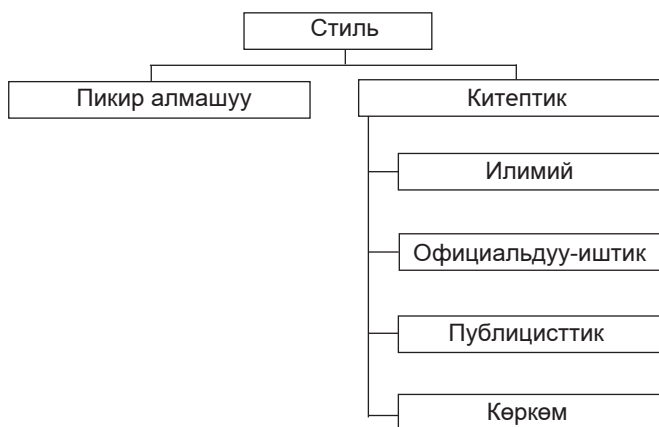 Стиль
Пикир алмашуу
Китептик
Илимий
Официальдуу-иштик
Публицисттик
Көркөм